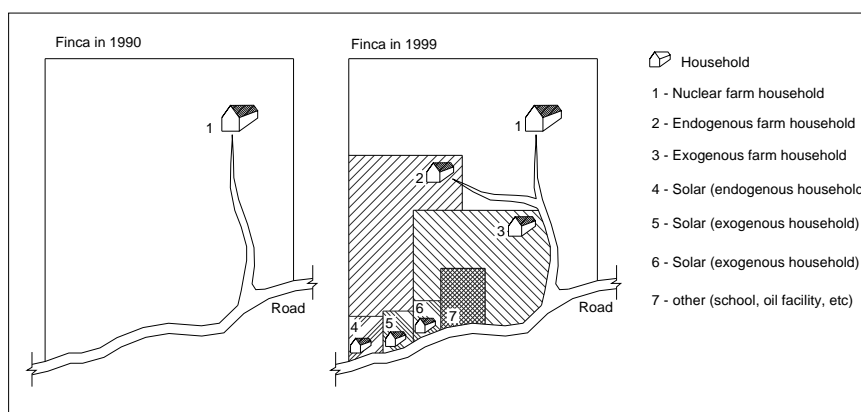 Finca in 1990
1
Road
Finca in 1999
1
2
3
4
5
6
7
Road
Household
1 - Nuclear farm household
2 - Endogenous farm household
3 - Exogenous farm household
4 - Solar (endogenous household
5 - Solar (exogenous household)
6 - Solar (exogenous household)
7 - other (school, oil facility, etc)